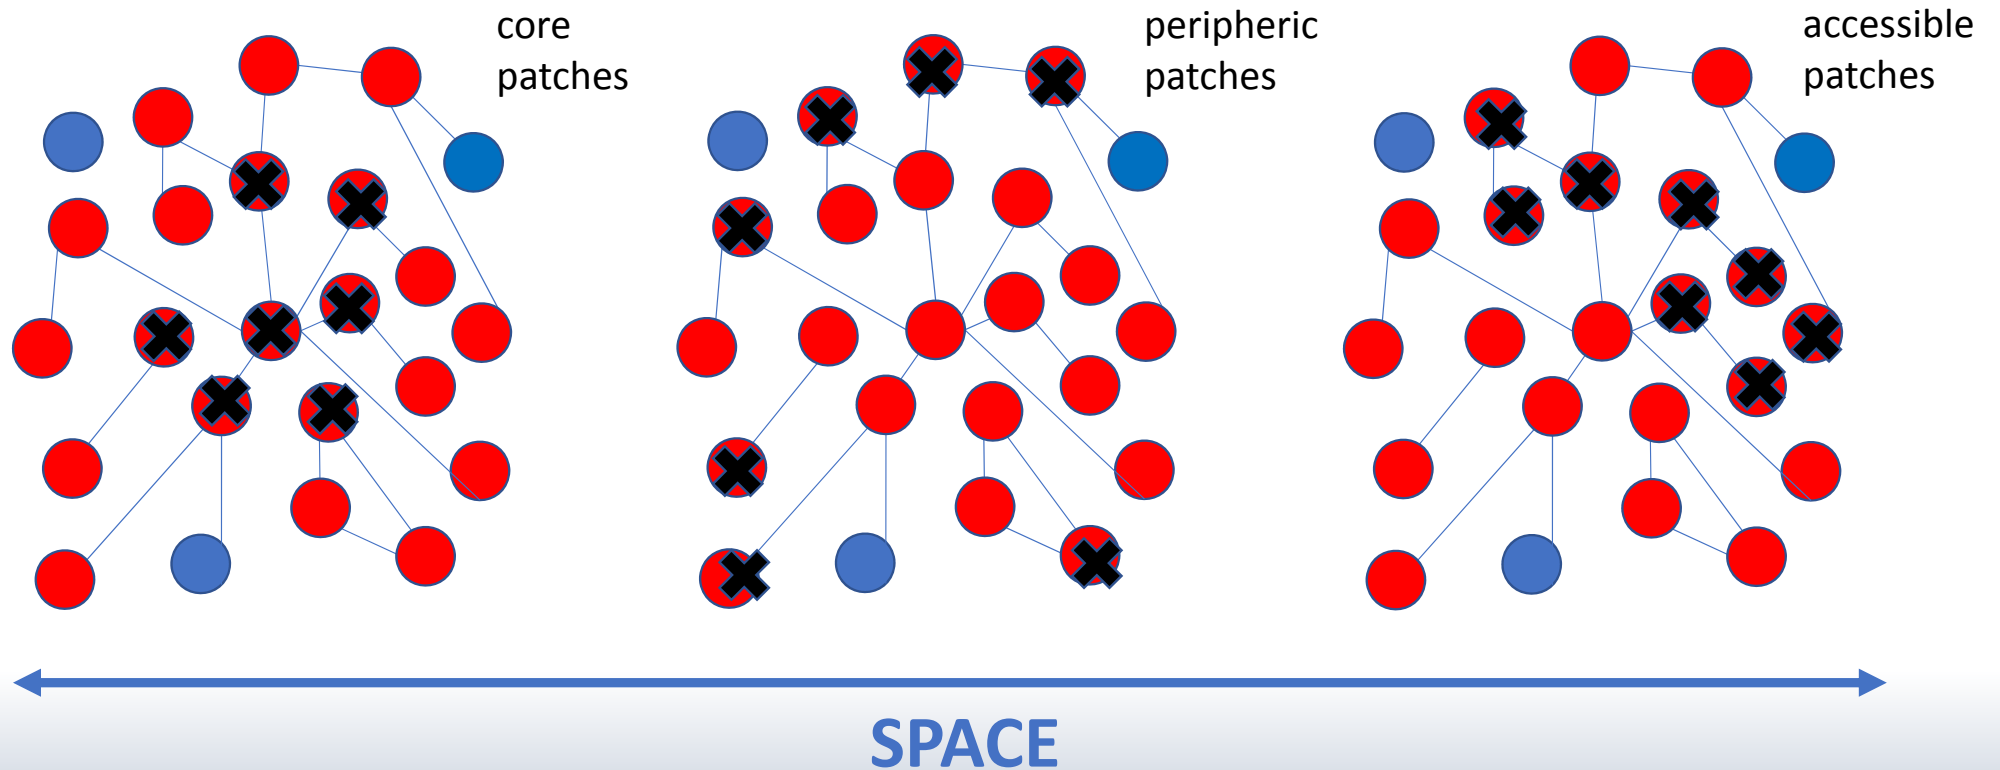 core
patches
peripheric
patches
accessible
patches
SPACE